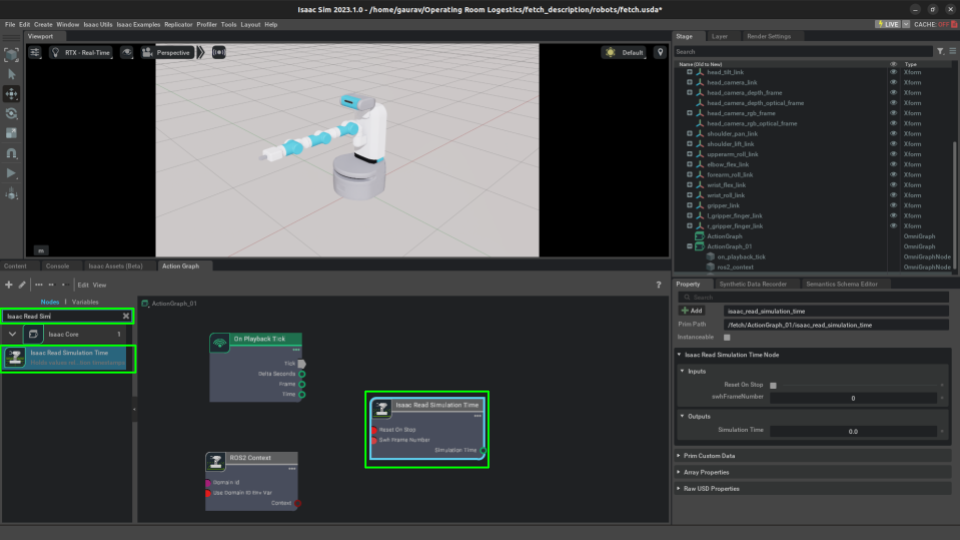 Isaac Sim 2023.1.0 - /home/gaurav/Operating Room Logestics/fetch_description/robots/fetch.usda*
File Edit Create Window Isaac Utils Isaac Examples Replicator Profiler Tools Layout Help
LIVE CACHE: OFF
Viewport
RTX - Real-Time Perspective Default
m
Stage Layer Render Settings
Search
Name (Old to New) Type
head_tilt_link Xform
head_camera_link Xform
head_camera_depth_frame Xform
head_camera_depth_optical_frame Xform
head_camera_rgb_frame Xform
head_camera_rgb_optical_frame Xform
shoulder_pan_link Xform
shoulder_lift_link Xform
upperarm_roll_link Xform
elbow_flex_link Xform
forearm_roll_link Xform
wrist_flex_link Xform
wrist_roll_link Xform
gripper_link Xform
l_gripper_finger_link Xform
r_gripper_finger_link Xform
ActionGraph OmniGraph
ActionGraph_01 OmniGraph
on_playback_tick OmniGraphNode
ros2_context OmniGraphNode
Content Console Isaac Assets (Beta) Action Graph
Edit View ?
Nodes | Variables
Isaac Read Sim
Isaac Core 1
Isaac Read Simulation Time
ActionGraph_01
On Playback Tick
Tick
Delta Seconds
Frame
Time
Isaac Read Simulation Time
Reset On Stop
Swh Frame Number
Simulation Time
ROS2 Context
Domain Id
Use Domain ID Env Var
Context
Property Synthetic Data Recorder Semantics Schema Editor
Search
Add isaac_read_simulation_time
Prim Path /fetch/ActionGraph_01/isaac_read_simulation_time
Instanceable
Isaac Read Simulation Time Node
Inputs
Reset On Stop
swhFrameNumber 0
Outputs
Simulation Time 0.0
Prim Custom Data
Array Properties
Raw USD Properties